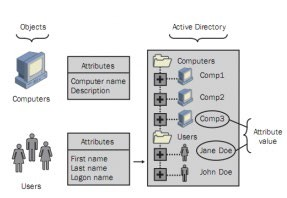 Objects
Active Directory
Computers
Attributes
Computer name
Description
Computers
Comp1
Comp2
Comp3
Users
Attributes
First name
Last name
Logon name
Users
Jane Doe
John Doe
Attribute
value